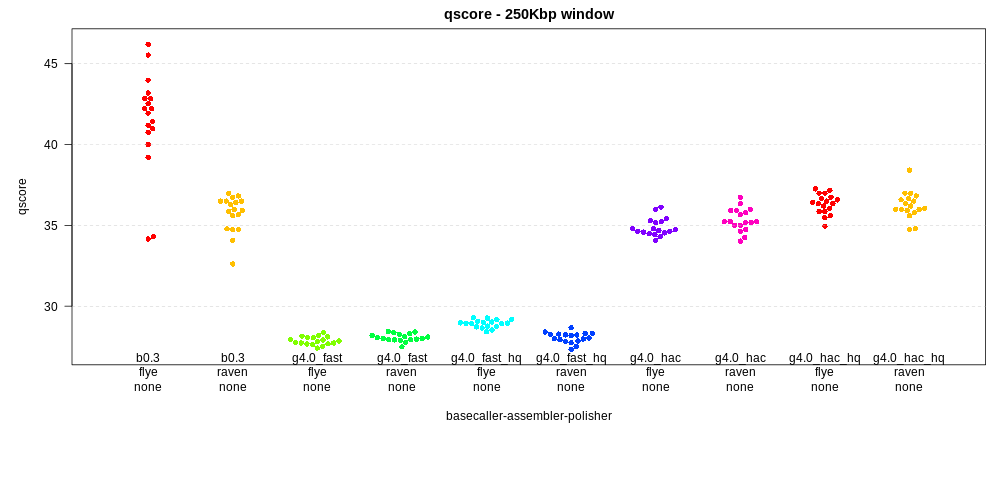 qscore - 250Kbp window
qscore
45
40
35
30
b0.3 b0.3 g4.0_fast g4.0_fast g4.0_fast_hq g4.0_fast_hq g4.0_hac g4.0_hac g4.0_hac_hq g4.0_hac_hq
flye raven flye raven flye raven flye raven flye raven
none none none none none none none none none none
basecaller-assembler-polisher